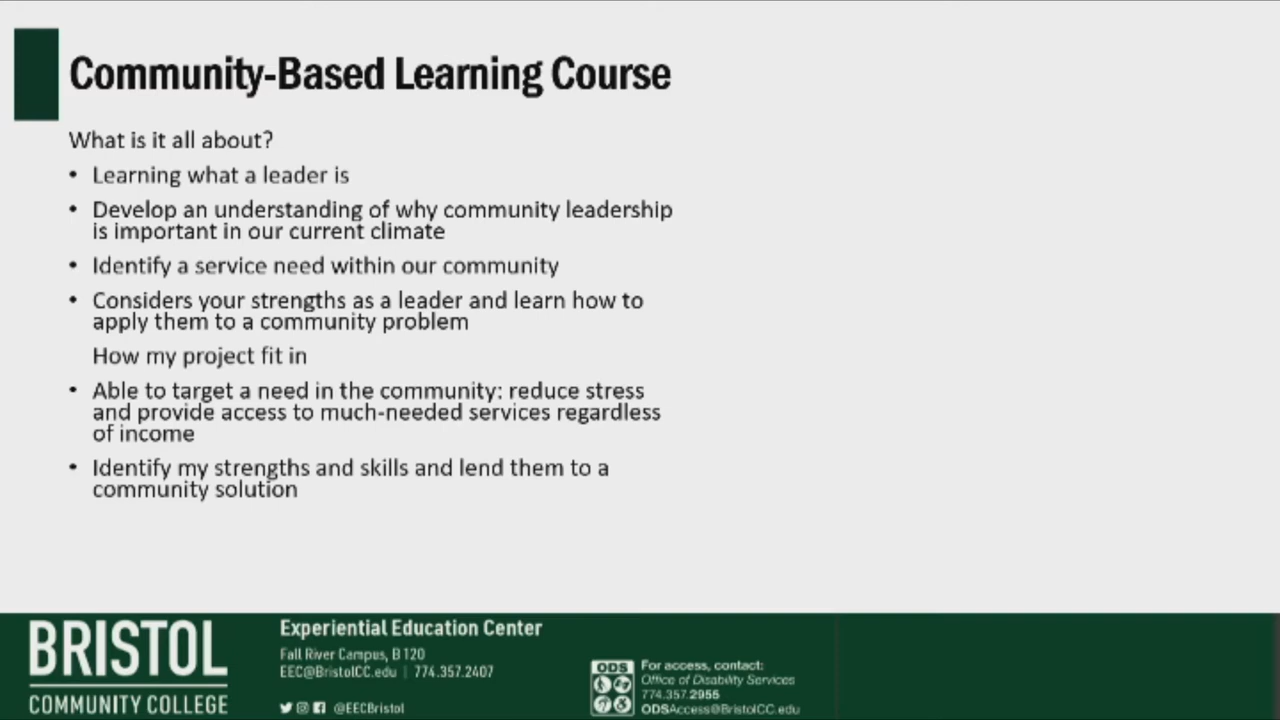 Community-Based Learning Course
What is it all about?
• Learning what a leader is
• Develop an understanding of why community leadership
is important in our current climate
• Identify a service need within our community
• Considers your strengths as a leader and learn how to
apply them to a community problem
How my project fit in
• Able to target a need in the community: reduce stress
and provide access to much-needed services regardless
of income
• Identify my strengths and skills and lend them to a
community solution
BRISTOL
COMMUNITY COLLEGE
Experiential Education Center
Fall River Campus, B120
EEC@BristolCC.edu | 774.357.2407
@EECBristol
ODS
For access, contact:
Office of Disability Services
774.357.2955
ODSAccess@BristolCC.edu